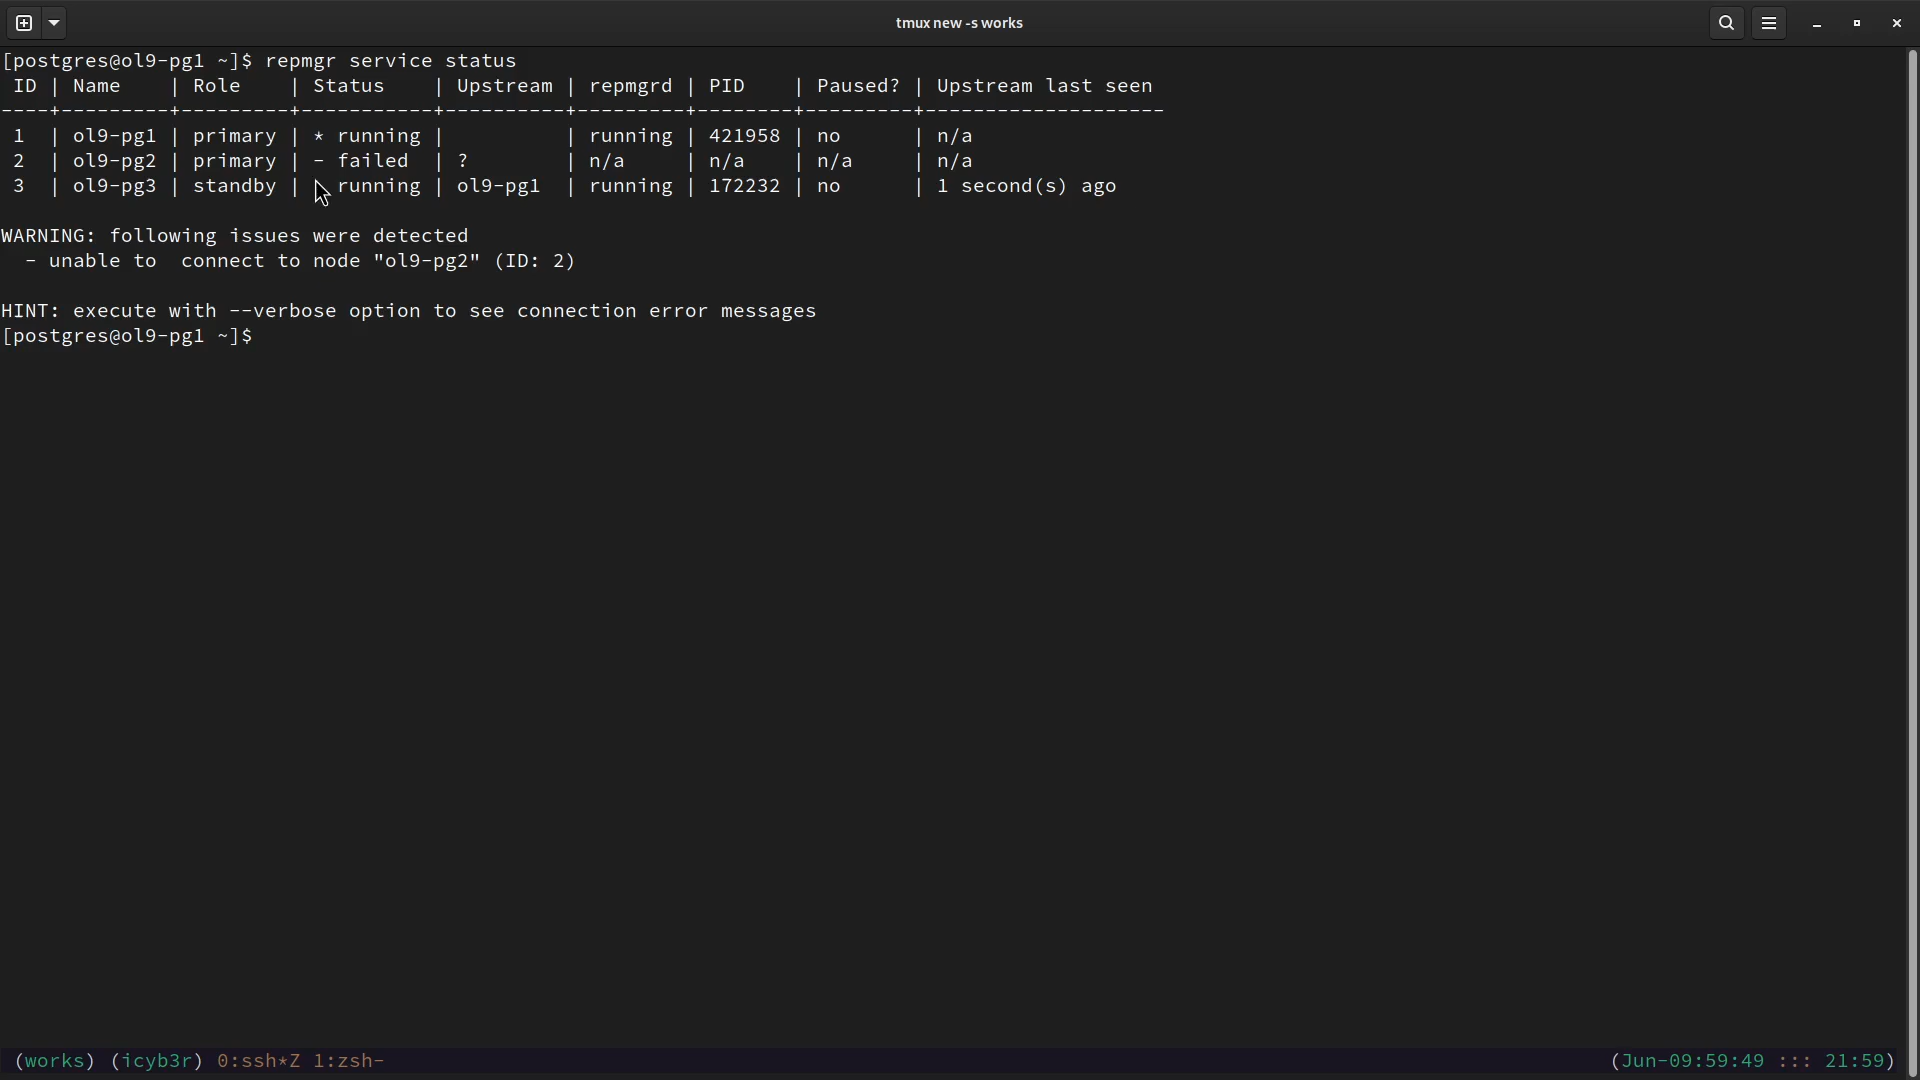 tmux new -s works
[postgres@ol9-pg1 ~]$ repmgr service status
 ID | Name    | Role    | Status    | Upstream | repmgrd | PID    | Paused? | Upstream last seen
----+---------+---------+-----------+----------+---------+--------+---------+--------------------
 1  | ol9-pg1 | primary | * running |          | running | 421958 | no      | n/a
 2  | ol9-pg2 | primary | - failed  | ?        | n/a     | n/a    | n/a     | n/a
 3  | ol9-pg3 | standby |   running | ol9-pg1  | running | 172232 | no      | 1 second(s) ago
WARNING: following issues were detected
  - unable to  connect to node "ol9-pg2" (ID: 2)
HINT: execute with --verbose option to see connection error messages
[postgres@ol9-pg1 ~]$
(works) (icyb3r) 0:ssh*Z 1:zsh- (Jun-09:59:49 ::: 21:59)